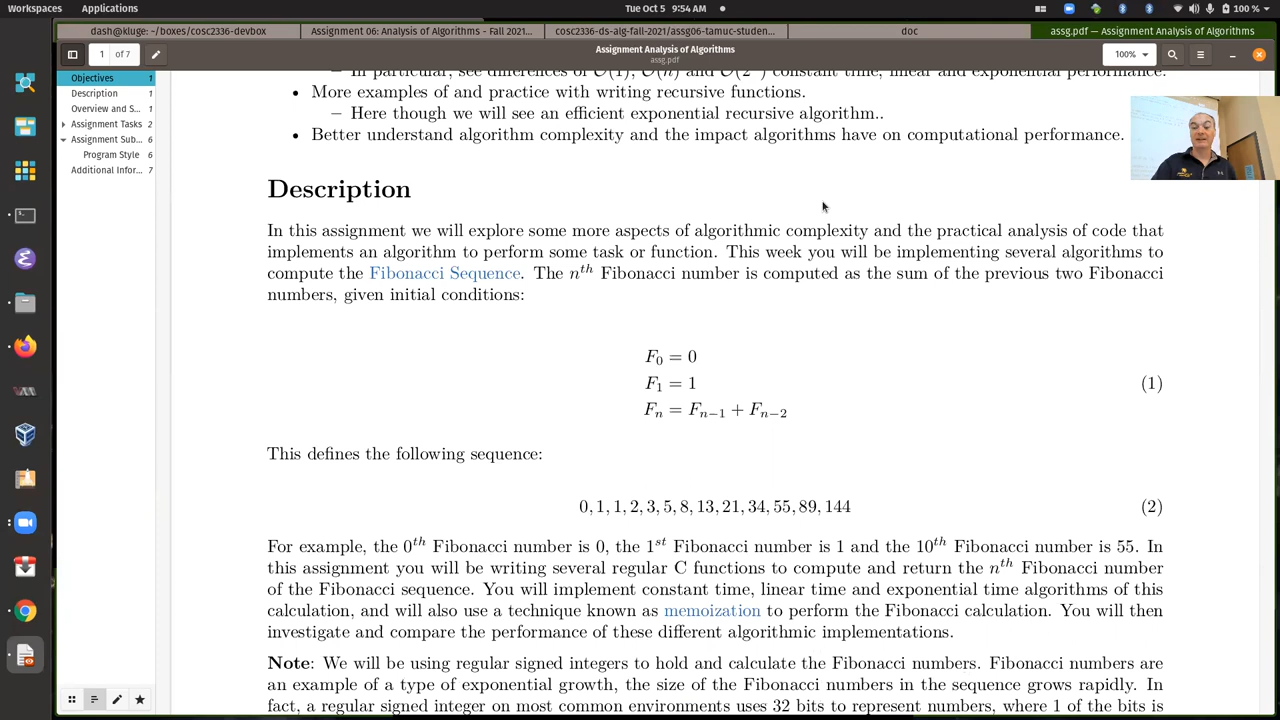 Workspaces Applications Tue Oct 5 9:54 AM 100 %
dash@kluge: ~/boxes/cosc2336-devbox Assignment 06: Analysis of Algorithms - Fall 2021... cosc2336-ds-alg-fall-2021/assg06-tamuc-studen... doc assg.pdf — Assignment Analysis of Algorithms
1 of 7 Assignment Analysis of Algorithms 100%
assg.pdf
Objectives 1
Description 1
Overview and S... 1
Assignment Tasks 2
Assignment Sub... 6
Program Style 6
Additional Infor... 7
– In particular, see differences of constant time, linear and exponential performance.
• More examples of and practice with writing recursive functions.
– Here though we will see an efficient exponential recursive algorithm..
• Better understand algorithm complexity and the impact algorithms have on computational performance.
Description
In this assignment we will explore some more aspects of algorithmic complexity and the practical analysis of code that
implements an algorithm to perform some task or function. This week you will be implementing several algorithms to
compute the Fibonacci Sequence. The nth Fibonacci number is computed as the sum of the previous two Fibonacci
numbers, given initial conditions:
F0 = 0
F1 = 1 (1)
Fn = Fn−1 + Fn−2
This defines the following sequence:
0, 1, 1, 2, 3, 5, 8, 13, 21, 34, 55, 89, 144 (2)
For example, the 0th Fibonacci number is 0, the 1st Fibonacci number is 1 and the 10th Fibonacci number is 55. In
this assignment you will be writing several regular C functions to compute and return the nth Fibonacci number
of the Fibonacci sequence. You will implement constant time, linear time and exponential time algorithms of this
calculation, and will also use a technique known as memoization to perform the Fibonacci calculation. You will then
investigate and compare the performance of these different algorithmic implementations.
Note: We will be using regular signed integers to hold and calculate the Fibonacci numbers. Fibonacci numbers are
an example of a type of exponential growth, the size of the Fibonacci numbers in the sequence grows rapidly. In
fact, a regular signed integer on most common environments uses 32 bits to represent numbers, where 1 of the bits is